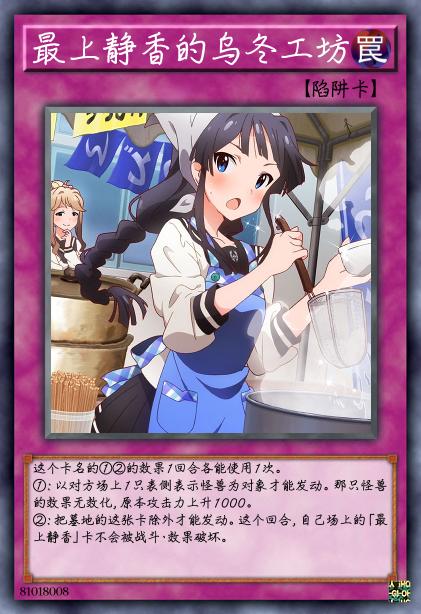 最上静香的乌冬工坊 罠
【陷阱卡】
うどん
这个卡名的①②的效果1回合各能使用1次。
①:以对方场上1只表侧表示怪兽为对象才能发动。那只怪兽
的效果无效化,原本攻击力上升1000。
②:把墓地的这张卡除外才能发动。这个回合,自己场上的「最
上静香」卡不会被战斗·效果破坏。
81018008